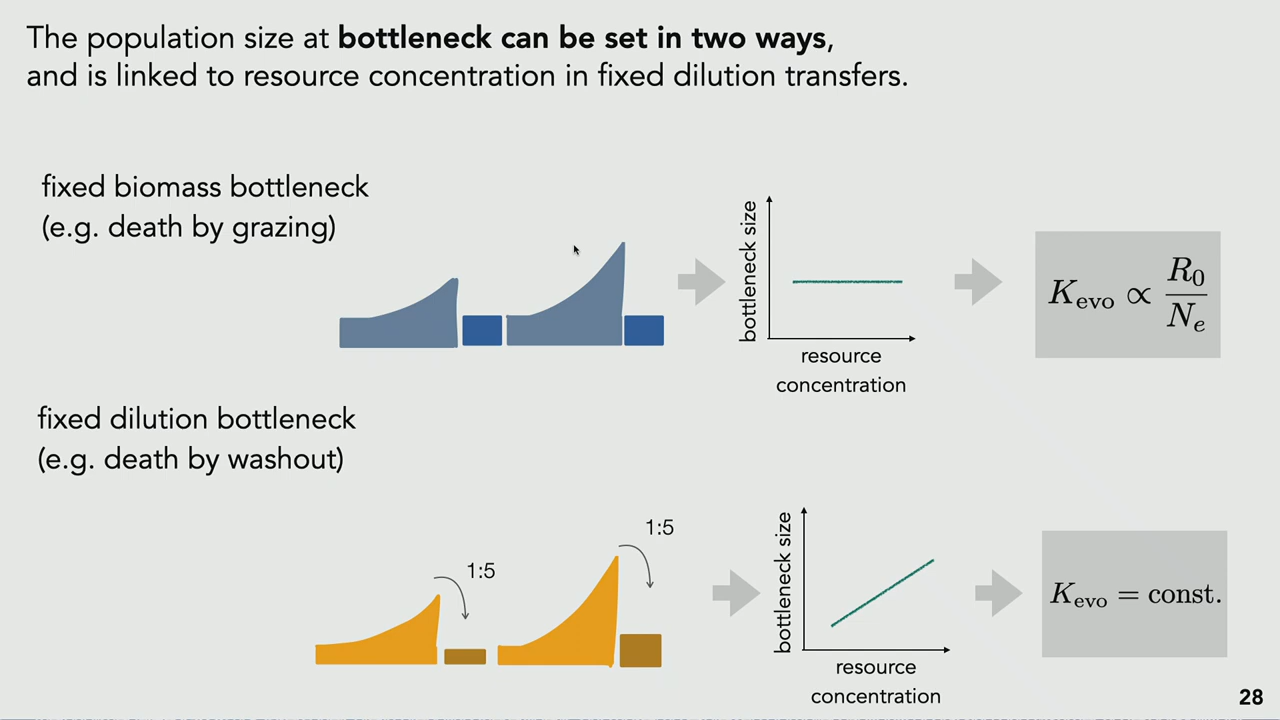 The population size at bottleneck can be set in two ways,
and is linked to resource concentration in fixed dilution transfers.
fixed biomass bottleneck
(e.g. death by grazing)
bottleneck size
resource
concentration
K_evo ∝ R_0 / N_e
fixed dilution bottleneck
(e.g. death by washout)
1:5
1:5
bottleneck size
resource
concentration
K_evo = const.
28